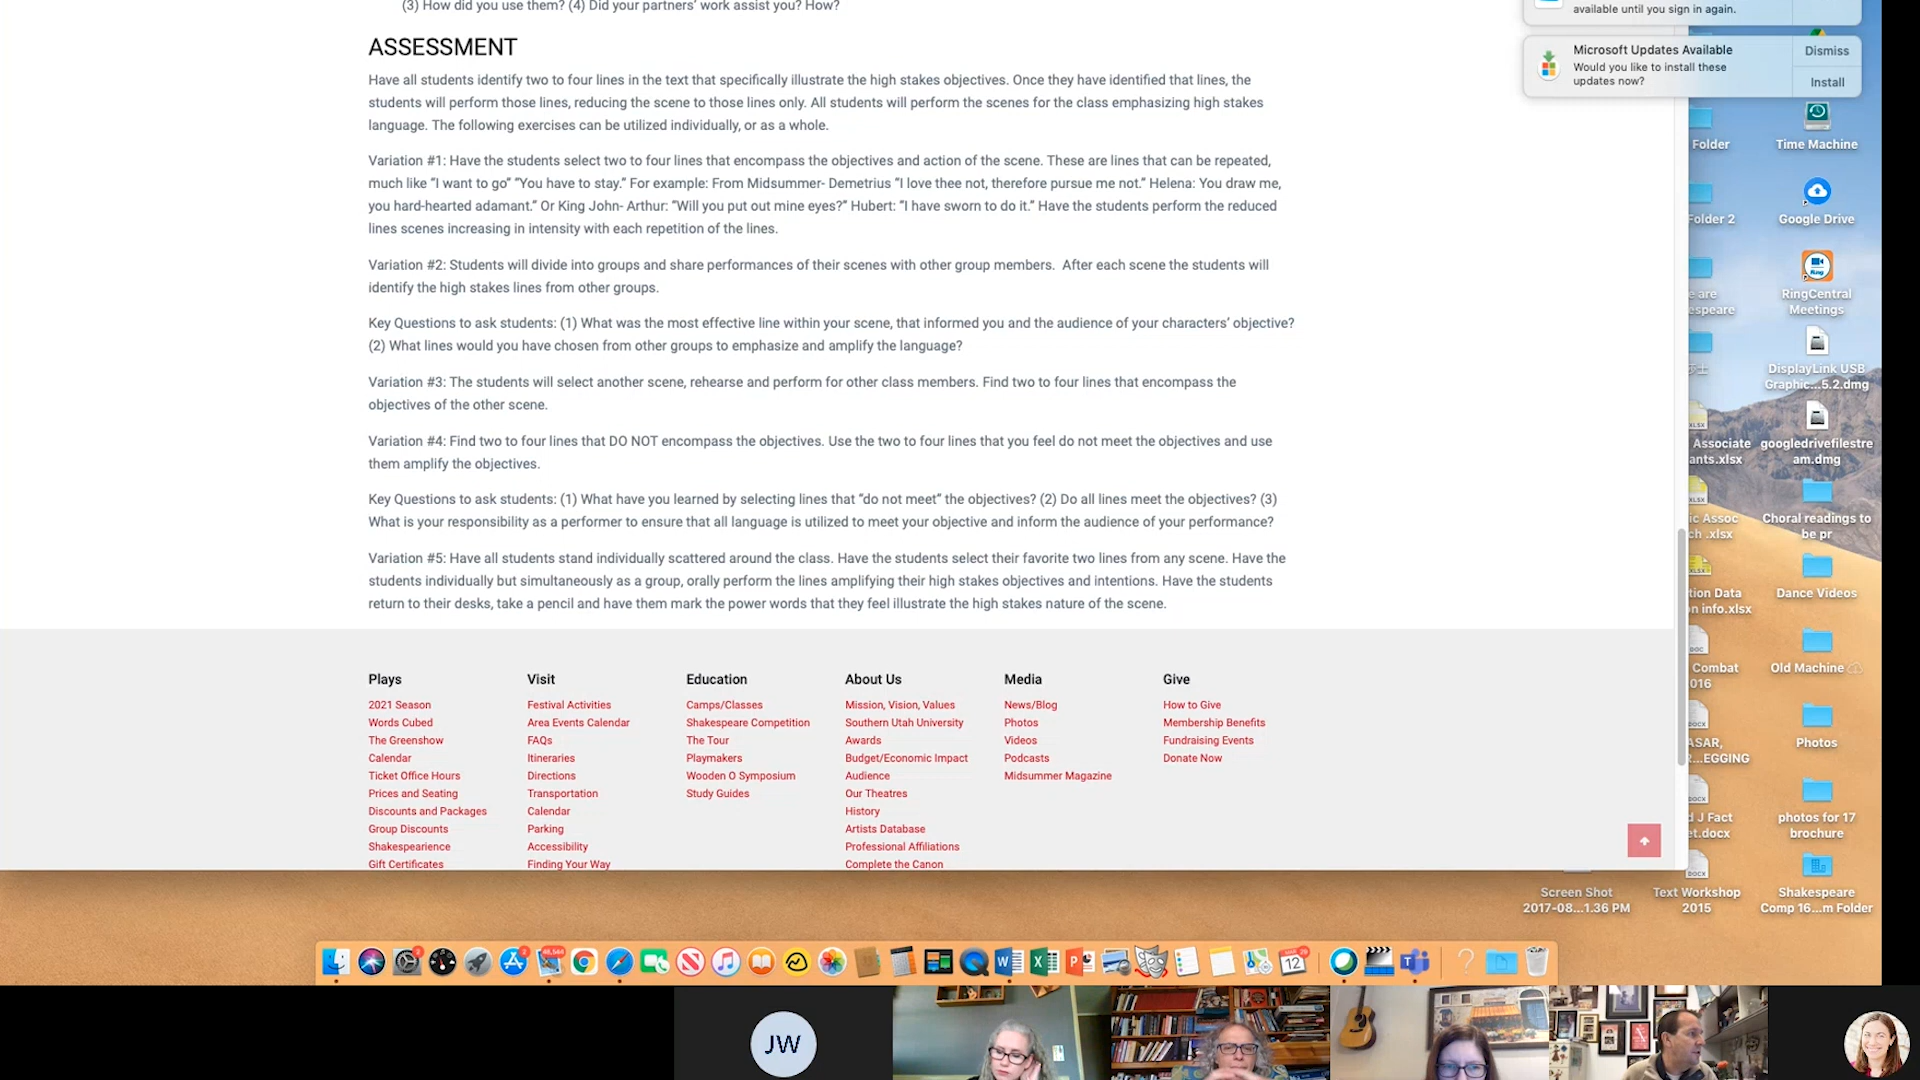 (3) How did you use them? (4) Did your partners’ work assist you? How?
ASSESSMENT
Have all students identify two to four lines in the text that specifically illustrate the high stakes objectives. Once they have identified that lines, the
students will perform those lines, reducing the scene to those lines only. All students will perform the scenes for the class emphasizing high stakes
language. The following exercises can be utilized individually, or as a whole.
Variation #1: Have the students select two to four lines that encompass the objectives and action of the scene. These are lines that can be repeated,
much like “I want to go” “You have to stay.” For example: From Midsummer- Demetrius “I love thee not, therefore pursue me not.” Helena: You draw me,
you hard-hearted adamant.” Or King John- Arthur: “Will you put out mine eyes?” Hubert: “I have sworn to do it.” Have the students perform the reduced
lines scenes increasing in intensity with each repetition of the lines.
Variation #2: Students will divide into groups and share performances of their scenes with other group members. After each scene the students will
identify the high stakes lines from other groups.
Key Questions to ask students: (1) What was the most effective line within your scene, that informed you and the audience of your characters’ objective?
(2) What lines would you have chosen from other groups to emphasize and amplify the language?
Variation #3: The students will select another scene, rehearse and perform for other class members. Find two to four lines that encompass the
objectives of the other scene.
Variation #4: Find two to four lines that DO NOT encompass the objectives. Use the two to four lines that you feel do not meet the objectives and use
them amplify the objectives.
Key Questions to ask students: (1) What have you learned by selecting lines that “do not meet” the objectives? (2) Do all lines meet the objectives? (3)
What is your responsibility as a performer to ensure that all language is utilized to meet your objective and inform the audience of your performance?
Variation #5: Have all students stand individually scattered around the class. Have the students select their favorite two lines from any scene. Have the
students individually but simultaneously as a group, orally perform the lines amplifying their high stakes objectives and intentions. Have the students
return to their desks, take a pencil and have them mark the power words that they feel illustrate the high stakes nature of the scene.
Plays
2021 Season
Words Cubed
The Greenshow
Calendar
Ticket Office Hours
Prices and Seating
Discounts and Packages
Group Discounts
Shakespearience
Gift Certificates
Visit
Festival Activities
Area Events Calendar
FAQs
Itineraries
Directions
Transportation
Calendar
Parking
Accessibility
Finding Your Way
Education
Camps/Classes
Shakespeare Competition
The Tour
Playmakers
Wooden O Symposium
Study Guides
About Us
Mission, Vision, Values
Southern Utah University
Awards
Budget/Economic Impact
Audience
Our Theatres
History
Artists Database
Professional Affiliations
Complete the Canon
Media
News/Blog
Photos
Videos
Podcasts
Midsummer Magazine
Give
How to Give
Membership Benefits
Fundraising Events
Donate Now
available until you sign in again.
Microsoft Updates Available
Would you like to install these
updates now?
Dismiss
Install
Folder
Time Machine
Folder 2
Google Drive
e are
espeare
RingCentral
Meetings
DisplayLink USB
Graphic...5.2.dmg
Associate
ants.xlsx
googledrivefilestre
am.dmg
ic Assoc
ch .xlsx
Choral readings to
be pr
tion Data
n info.xlsx
Dance Videos
Combat
016
Old Machine
ASAR,
R...EGGING
Photos
d J Fact
et.docx
photos for 17
brochure
Screen Shot
2017-08...1.36 PM
Text Workshop
2015
Shakespeare
Comp 16...m Folder
12
JW